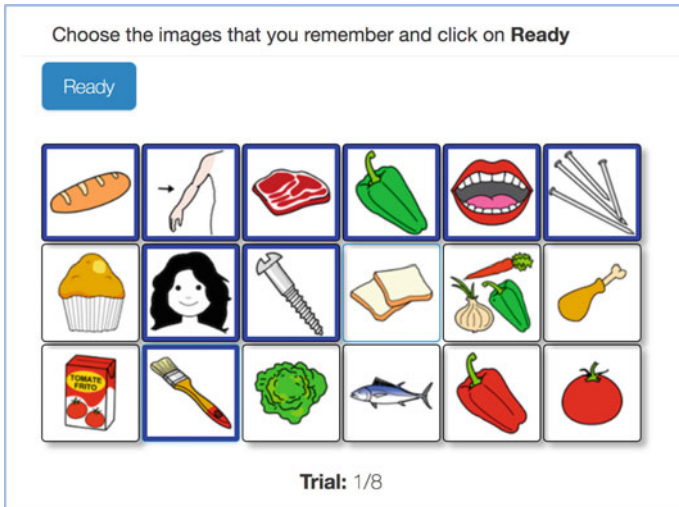 Choose the images that you remember and click on Ready
Ready
TOMATE
FRITO
Trial: 1/8